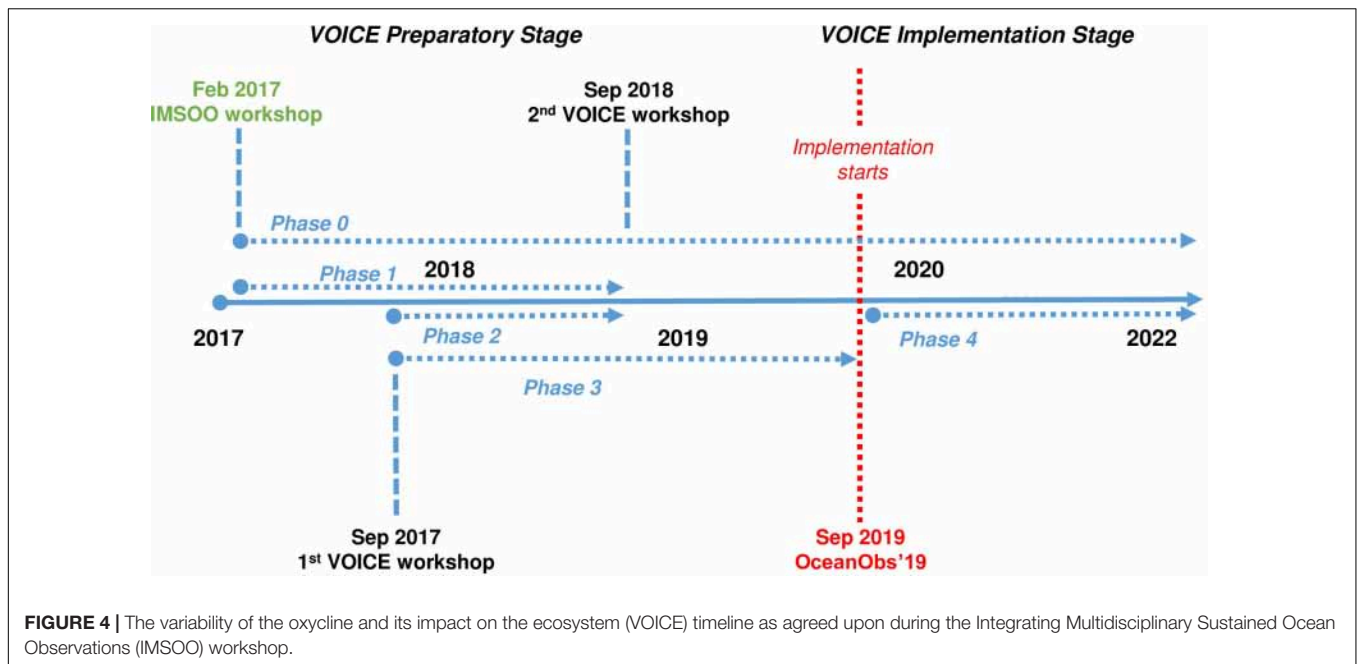 VOICE Preparatory Stage
VOICE Implementation Stage
Feb 2017
IMSOO workshop
Sep 2018
2nd VOICE workshop
Implementation
starts
Phase 0
Phase 1
2018
2020
2017
Phase 2
2019
Phase 4
2022
Phase 3
Sep 2017
1st VOICE workshop
Sep 2019
OceanObs'19
FIGURE 4 | The variability of the oxycline and its impact on the ecosystem (VOICE) timeline as agreed upon during the Integrating Multidisciplinary Sustained Ocean
Observations (IMSOO) workshop.